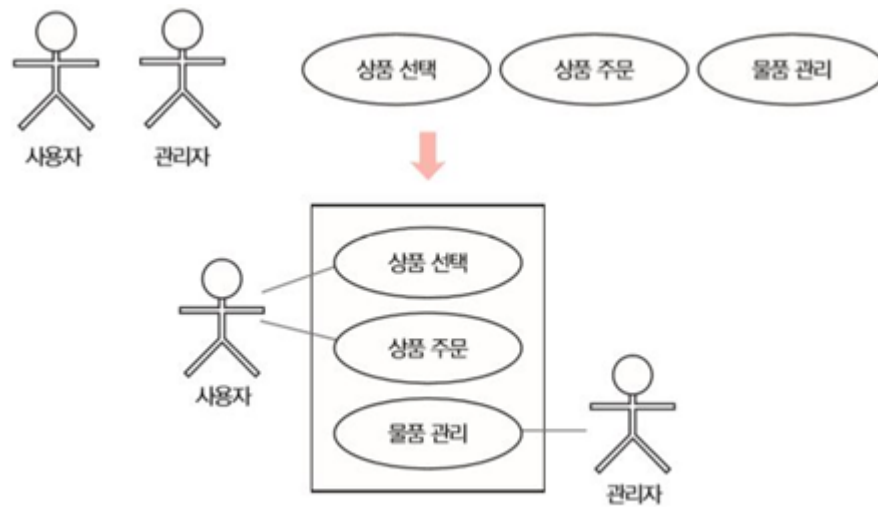 상품 선택
상품 주문
물품 관리
사용자
관리자
상품 선택
상품 주문
사용자
물품 관리
관리자